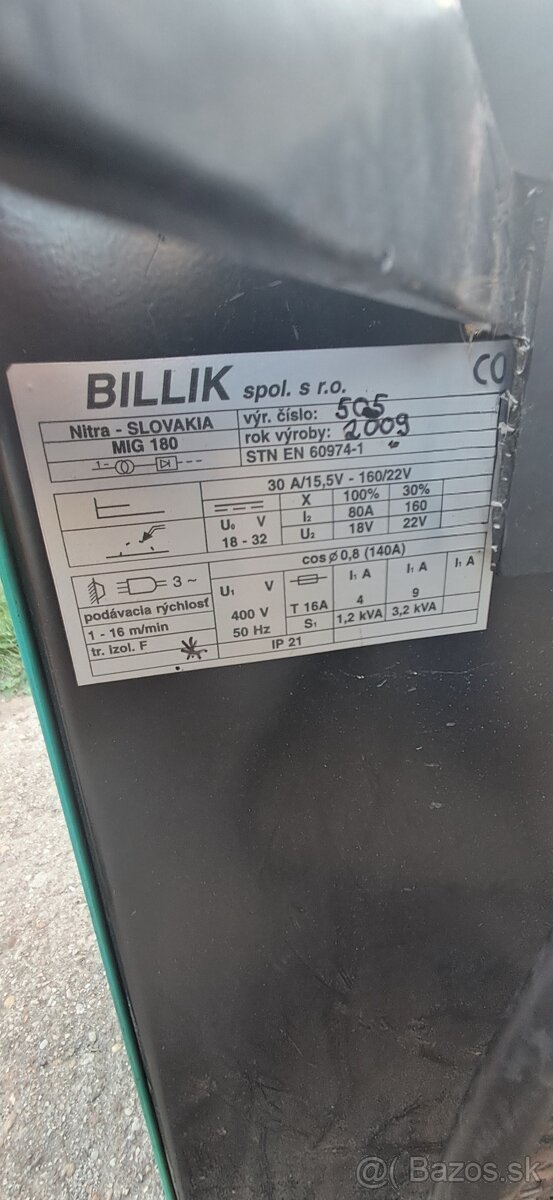 BILLIK spol. s r.o. CO
Nitra - SLOVAKIA
MIG 180
výr. číslo: 505
rok výroby: 2009
STN EN 60974-1
1~
30 A/15,5V - 160/22V
X 100% 30%
U₀ V I₂ 80A 160
18 - 32 U₂ 18V 22V
cos Ø 0,8 (140A)
3 ~ U₁ V I₁ A I₁ A I₁ A
podávacia rýchlosť 400 V T 16A 4 9
1 - 16 m/min 50 Hz S₁ 1,2 kVA 3,2 kVA
tr. izol. F IP 21
@( Bazos.sk